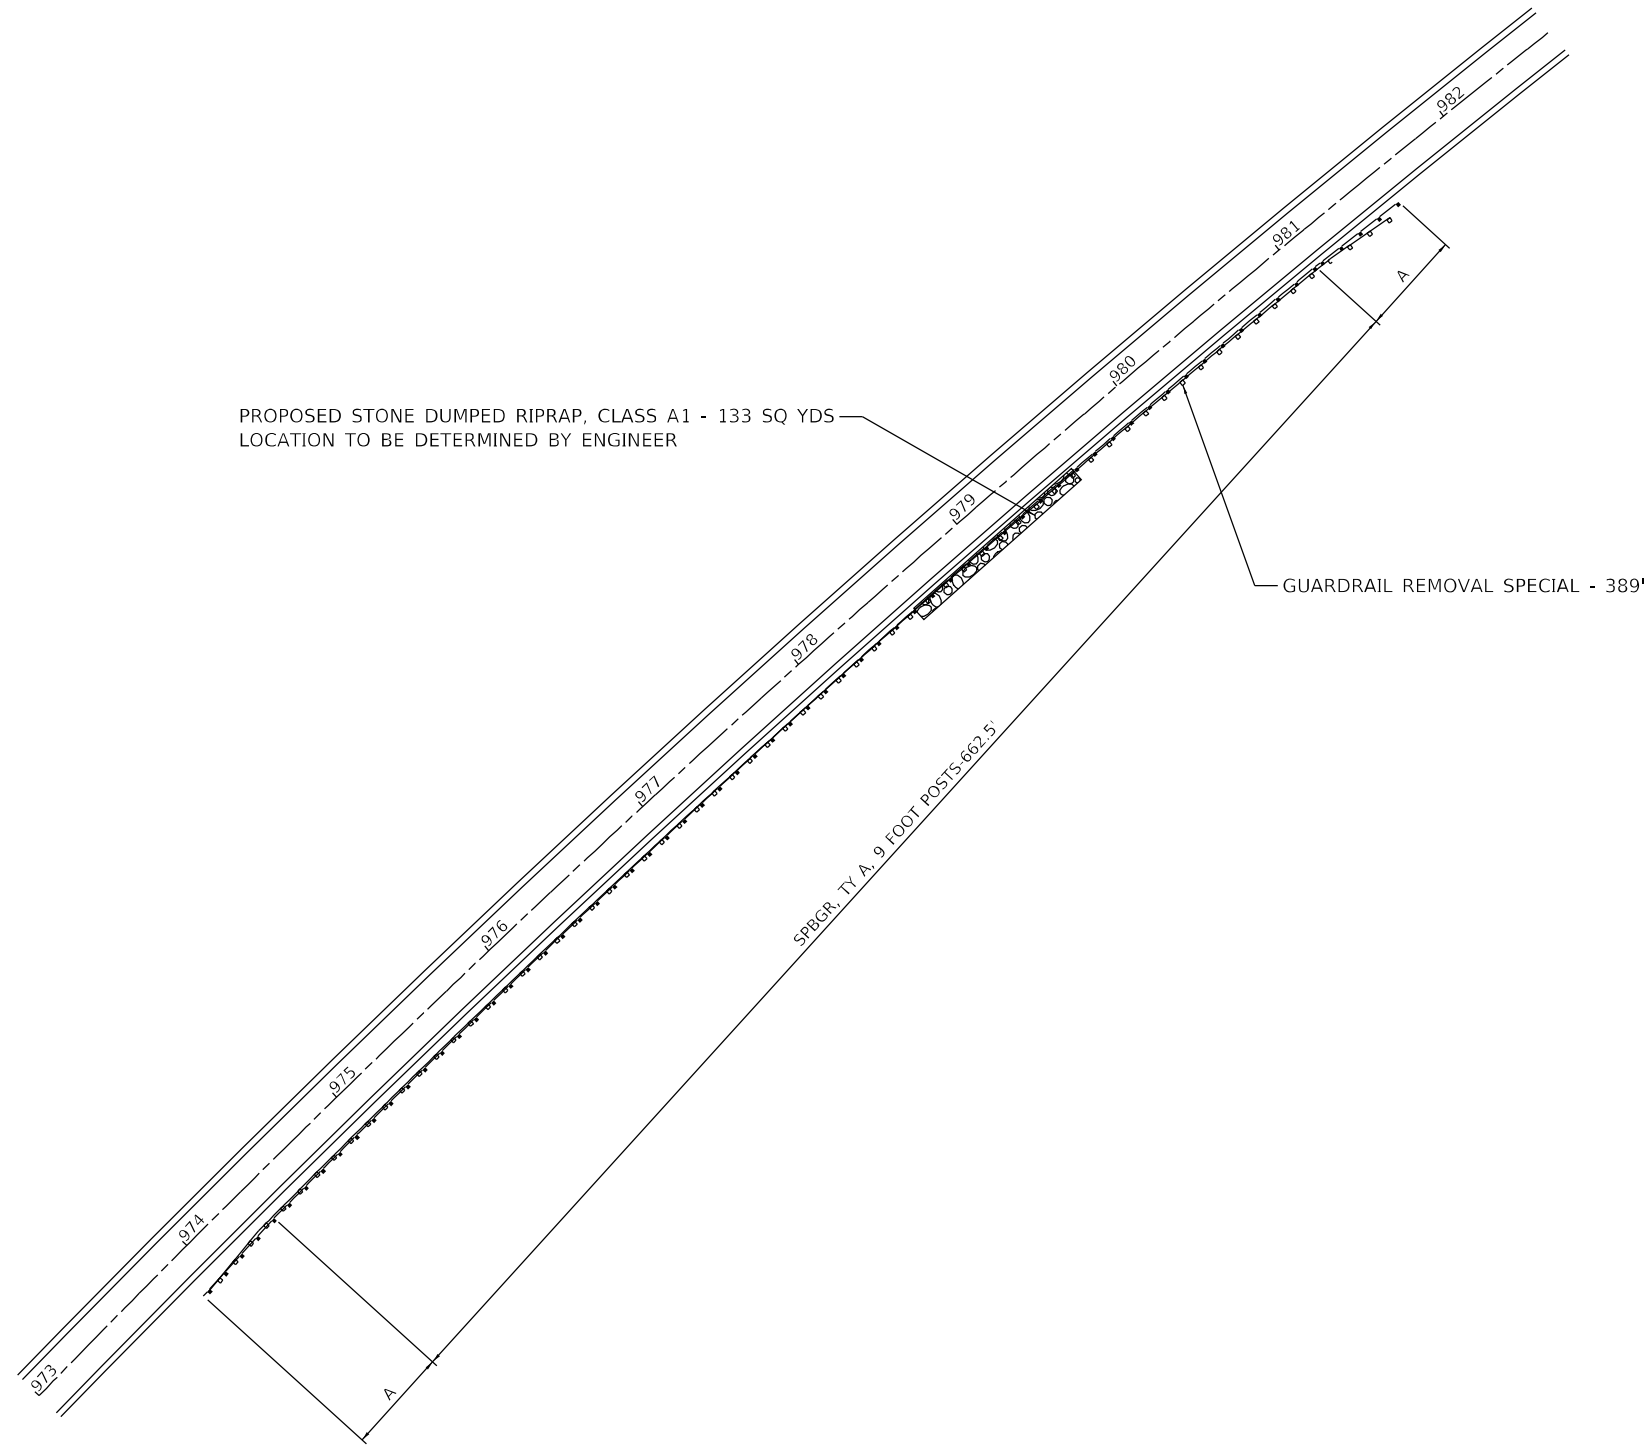 982
981
A
980
PROPOSED STONE DUMPED RIPRAP, CLASS A1 - 133 SQ YDS
LOCATION TO BE DETERMINED BY ENGINEER
979
GUARDRAIL REMOVAL SPECIAL - 389'
978
SPBGR, TY A, 9 FOOT POSTS-662.5'
977
976
975
974
973
A